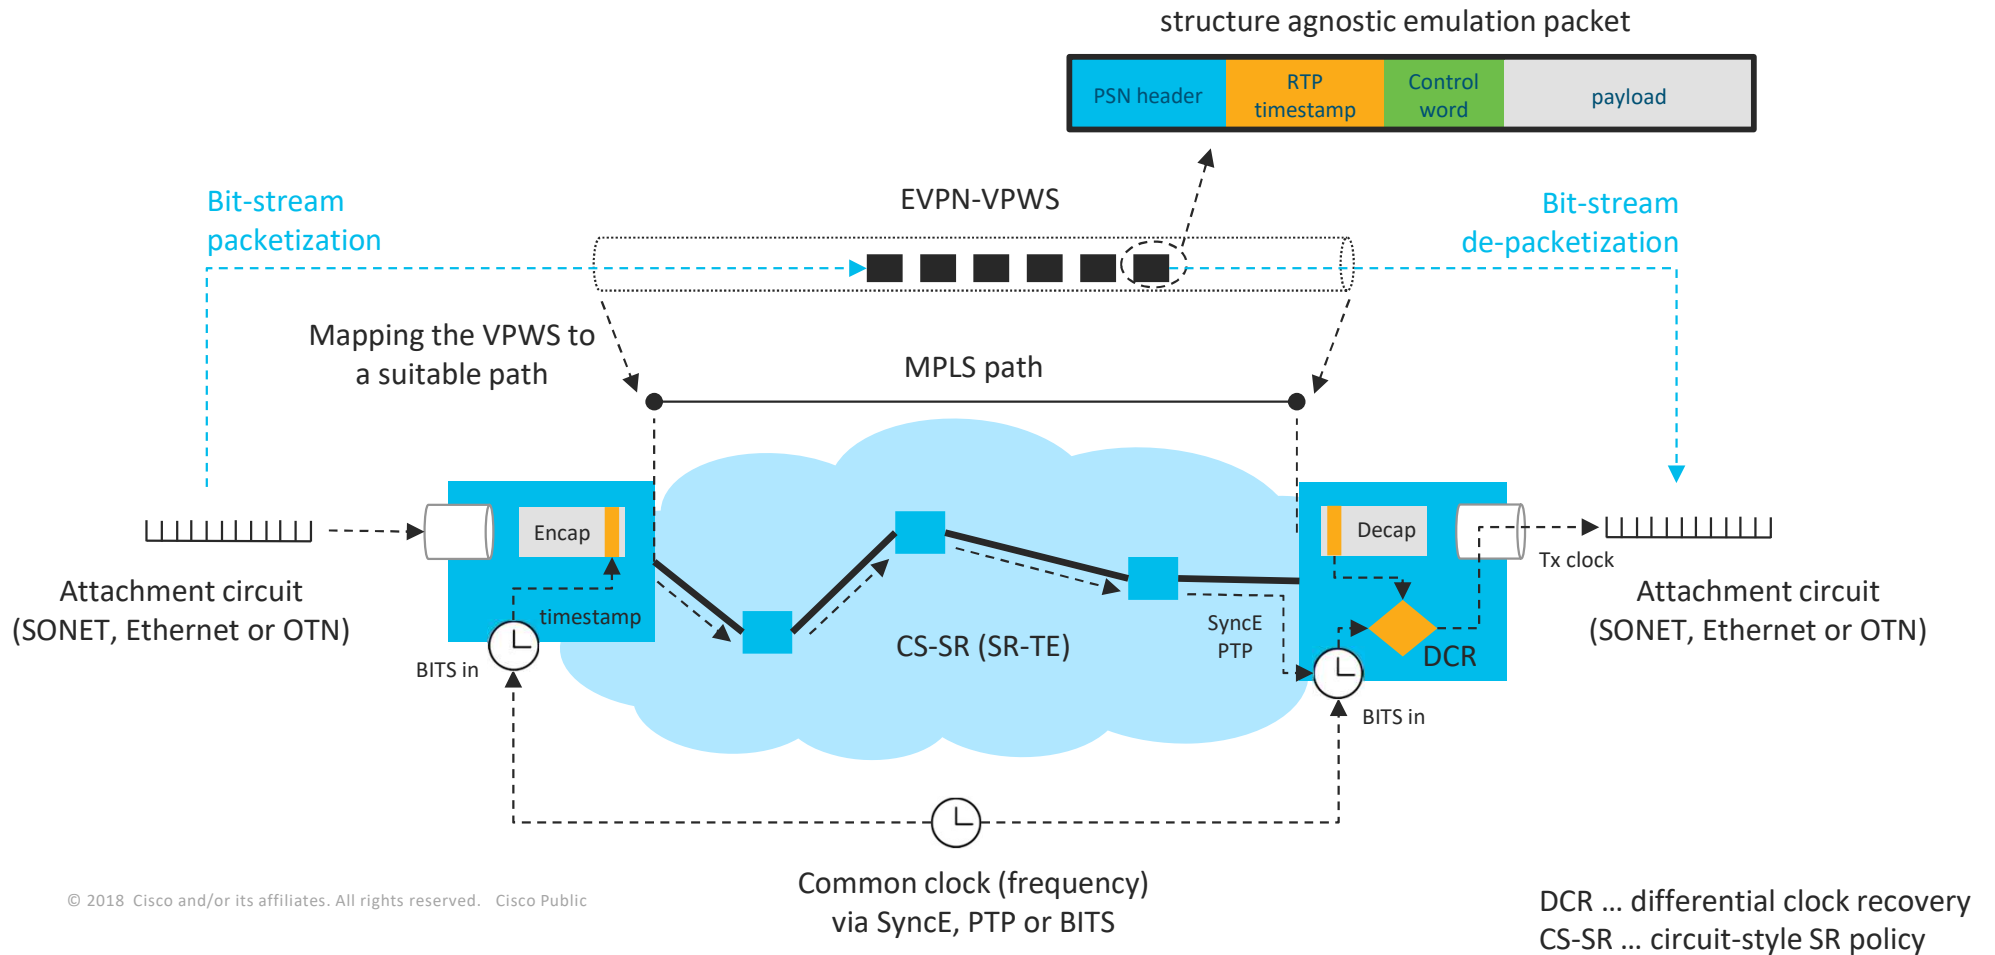 structure agnostic emulation packet
PSN header
RTP
timestamp
Control
word
payload
Bit-stream
packetization
EVPN-VPWS
Bit-stream
de-packetization
Mapping the VPWS to
a suitable path
MPLS path
Encap
timestamp
BITS in
Attachment circuit
(SONET, Ethernet or OTN)
CS-SR (SR-TE)
SyncE
PTP
Decap
DCR
BITS in
Tx clock
Attachment circuit
(SONET, Ethernet or OTN)
Common clock (frequency)
via SyncE, PTP or BITS
© 2018 Cisco and/or its affiliates. All rights reserved. Cisco Public
DCR ... differential clock recovery
CS-SR ... circuit-style SR policy